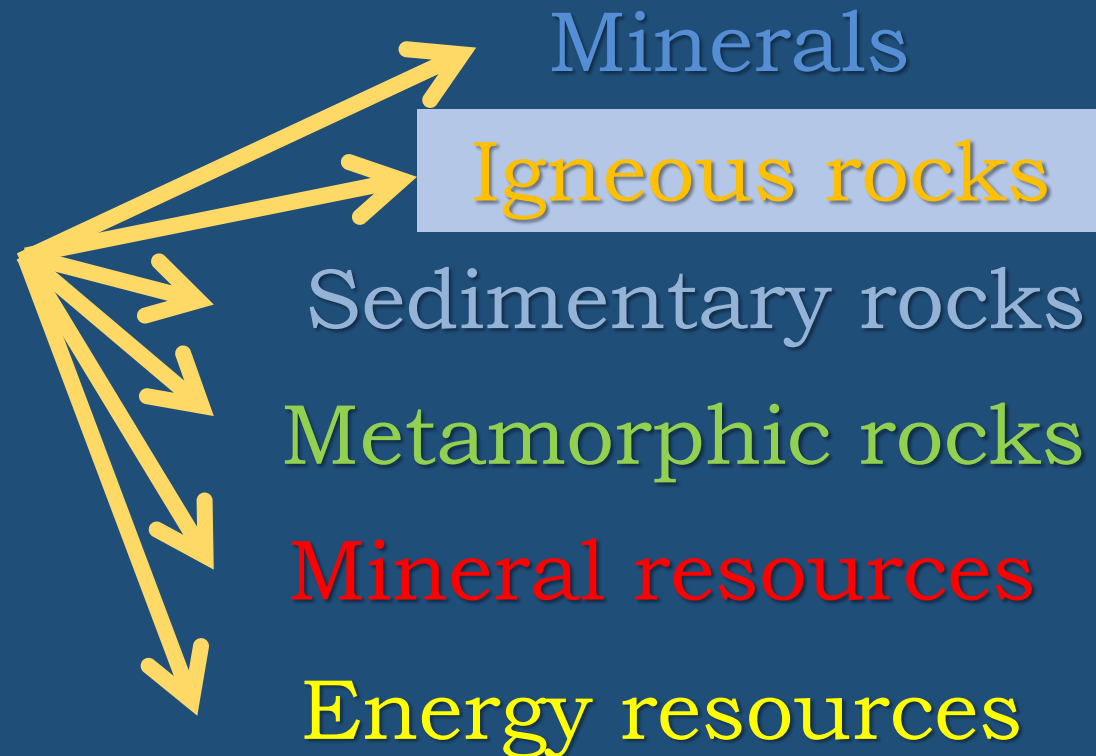 Minerals
Igneous rocks
Sedimentary rocks
Metamorphic rocks
Mineral resources
Energy resources